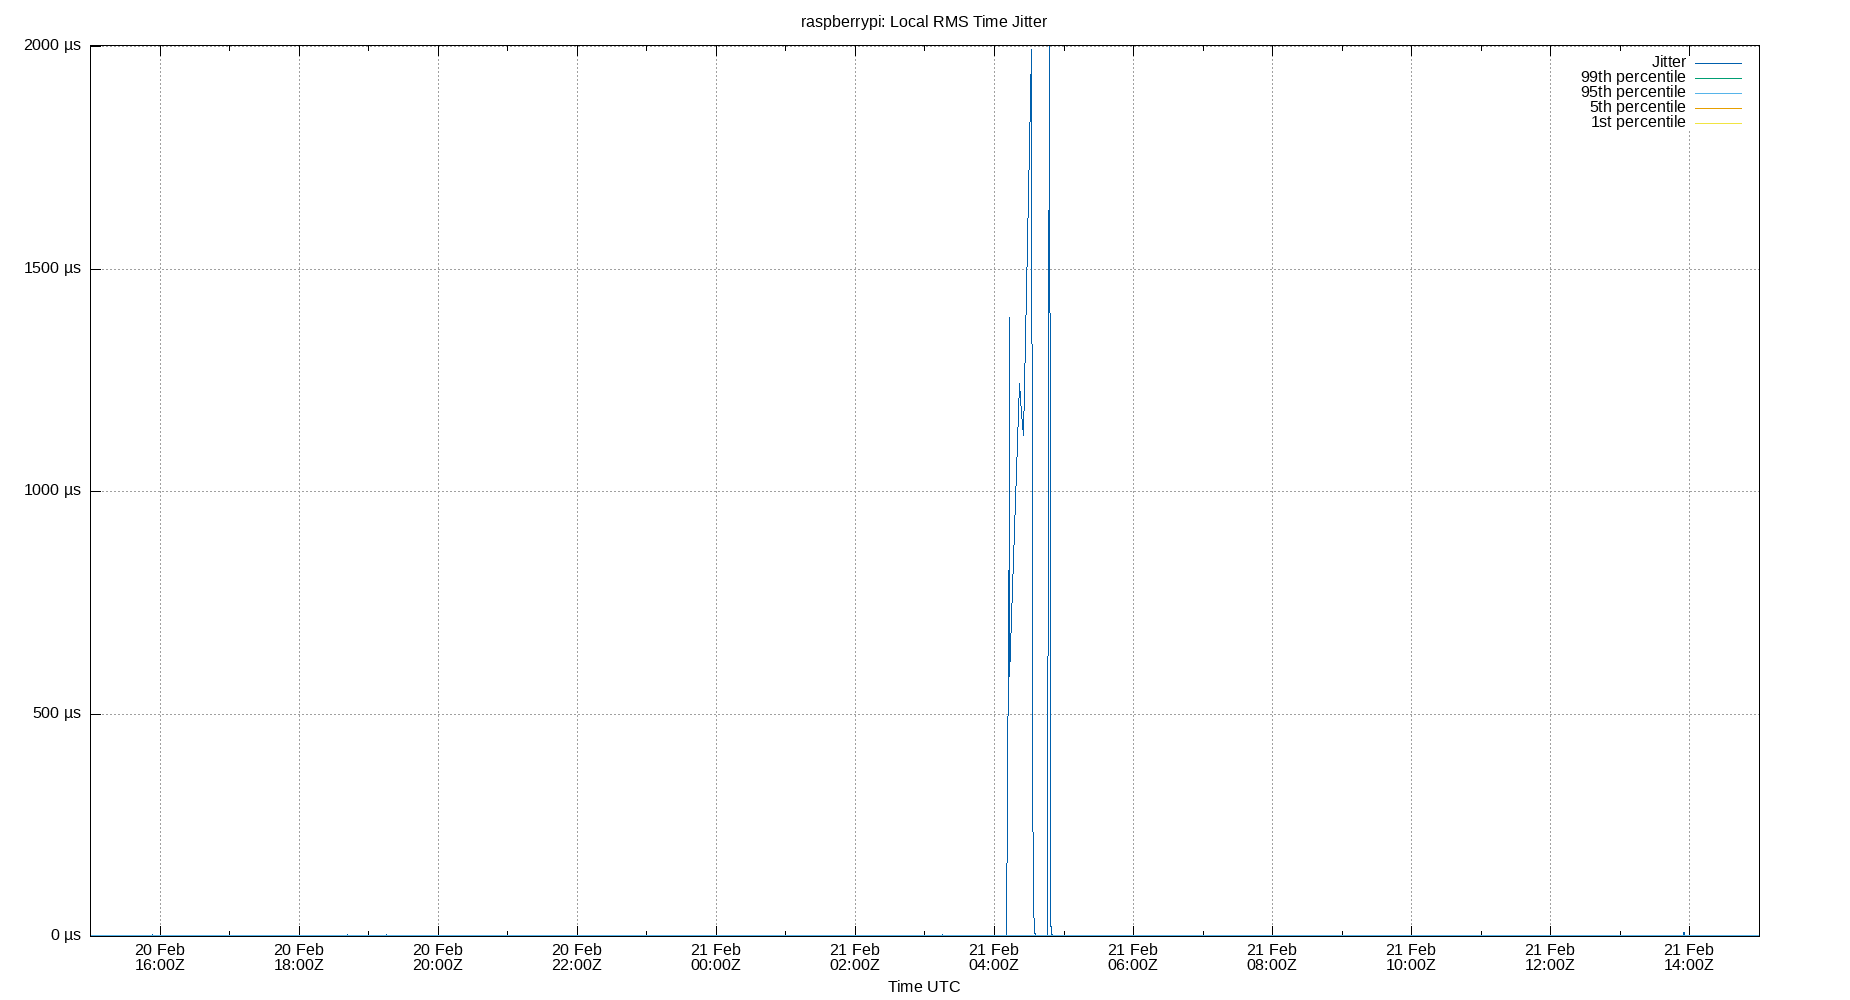 raspberrypi: Local RMS Time Jitter
2000 µs
1500 µs
1000 µs
500 µs
0 µs
Jitter
99th percentile
95th percentile
5th percentile
1st percentile
20 Feb 20 Feb 20 Feb 20 Feb 21 Feb 21 Feb 21 Feb 21 Feb 21 Feb 21 Feb 21 Feb 21 Feb
16:00Z 18:00Z 20:00Z 22:00Z 00:00Z 02:00Z 04:00Z 06:00Z 08:00Z 10:00Z 12:00Z 14:00Z
Time UTC